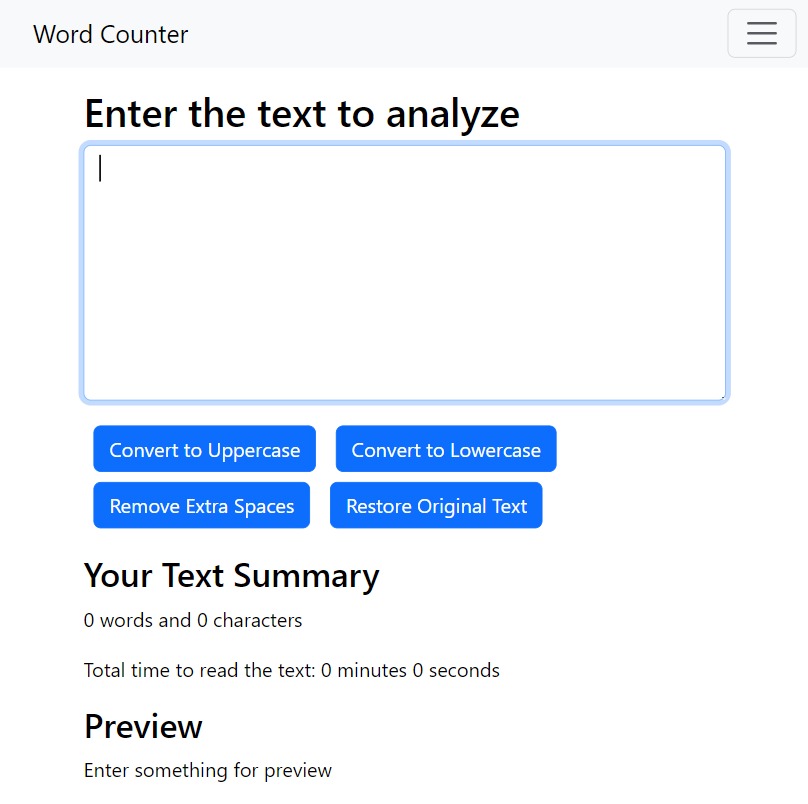 Word Counter
Enter the text to analyze
Convert to Uppercase
Convert to Lowercase
Remove Extra Spaces
Restore Original Text
Your Text Summary
0 words and 0 characters
Total time to read the text: 0 minutes 0 seconds
Preview
Enter something for preview